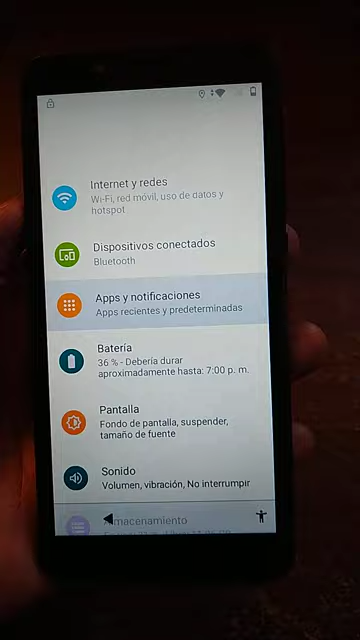 Internet y redes
Wi-Fi, red móvil, uso de datos y
hotspot
Dispositivos conectados
Bluetooth
Apps y notificaciones
Apps recientes y predeterminadas
Batería
36 % - Debería durar
aproximadamente hasta: 7:00 p. m.
Pantalla
Fondo de pantalla, suspender,
tamaño de fuente
Sonido
Volumen, vibración, No interrumpir
Almacenamiento